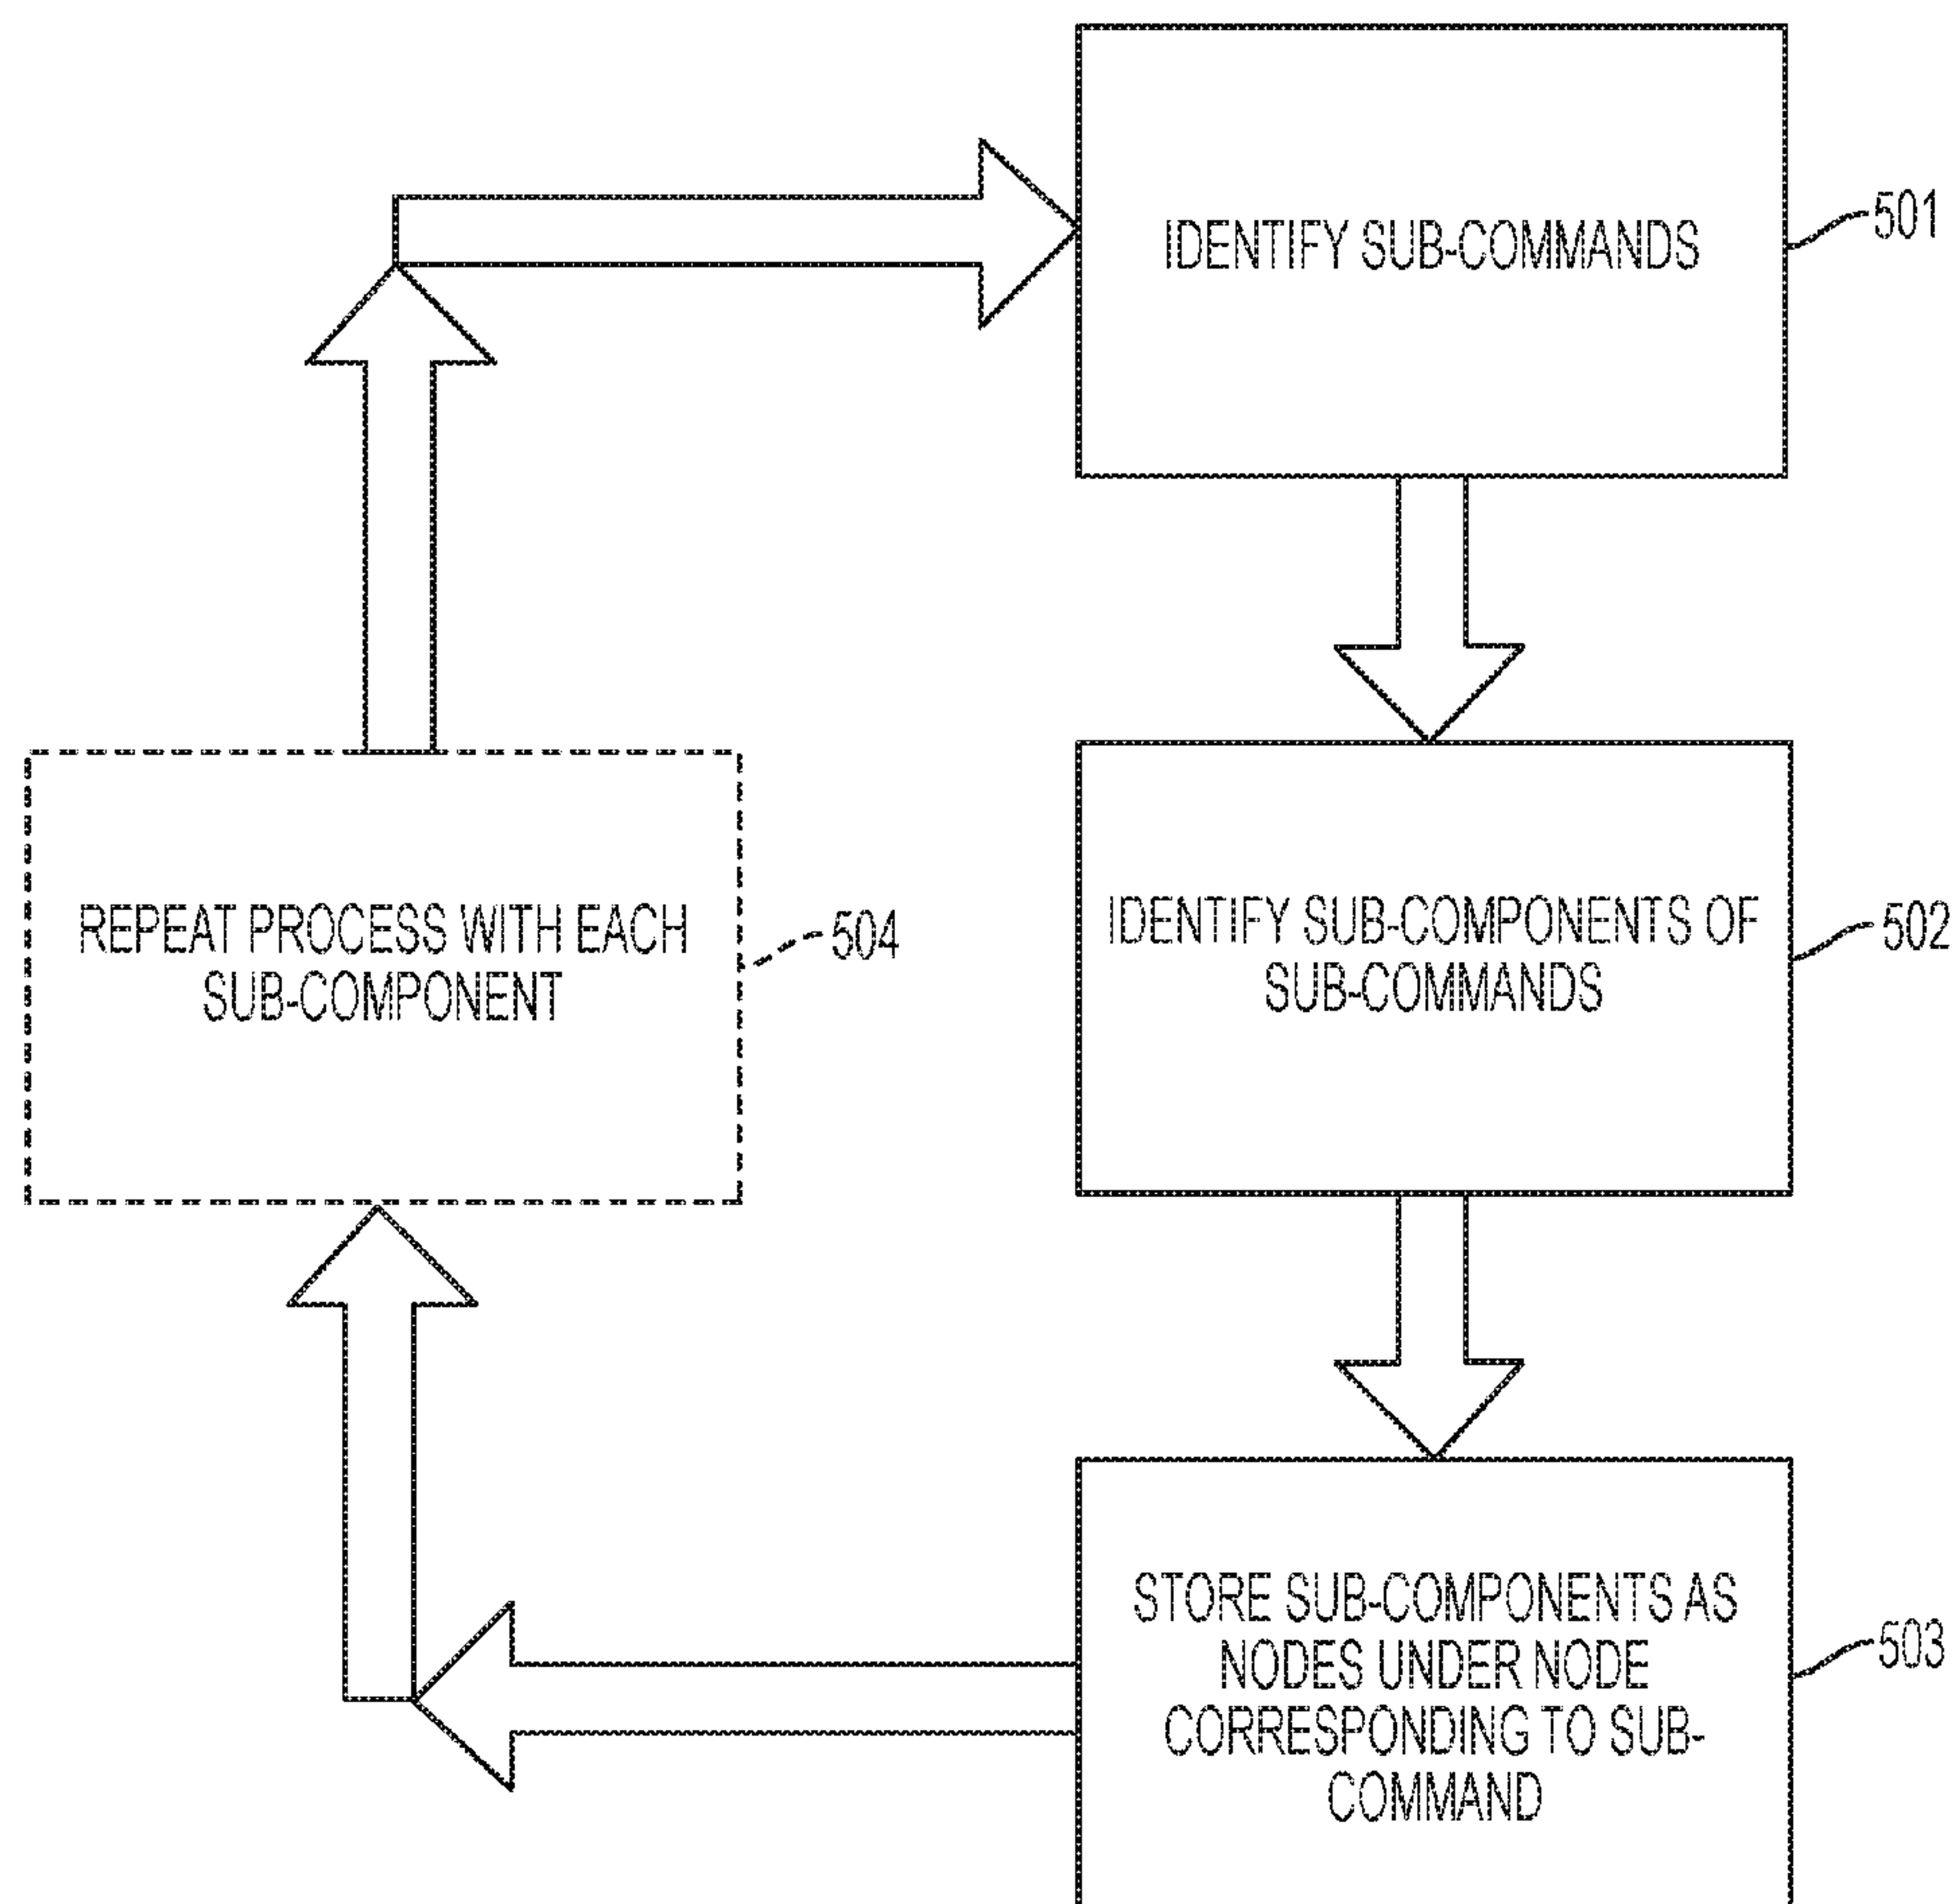 IDENTIFY SUB-COMMANDS
501
IDENTIFY SUB-COMPONENTS OF
SUB-COMMANDS
502
REPEAT PROCESS WITH EACH
SUB-COMPONENT
504
STORE SUB-COMPONENTS AS
NODES UNDER NODE
CORRESPONDING TO SUB-
COMMAND
503